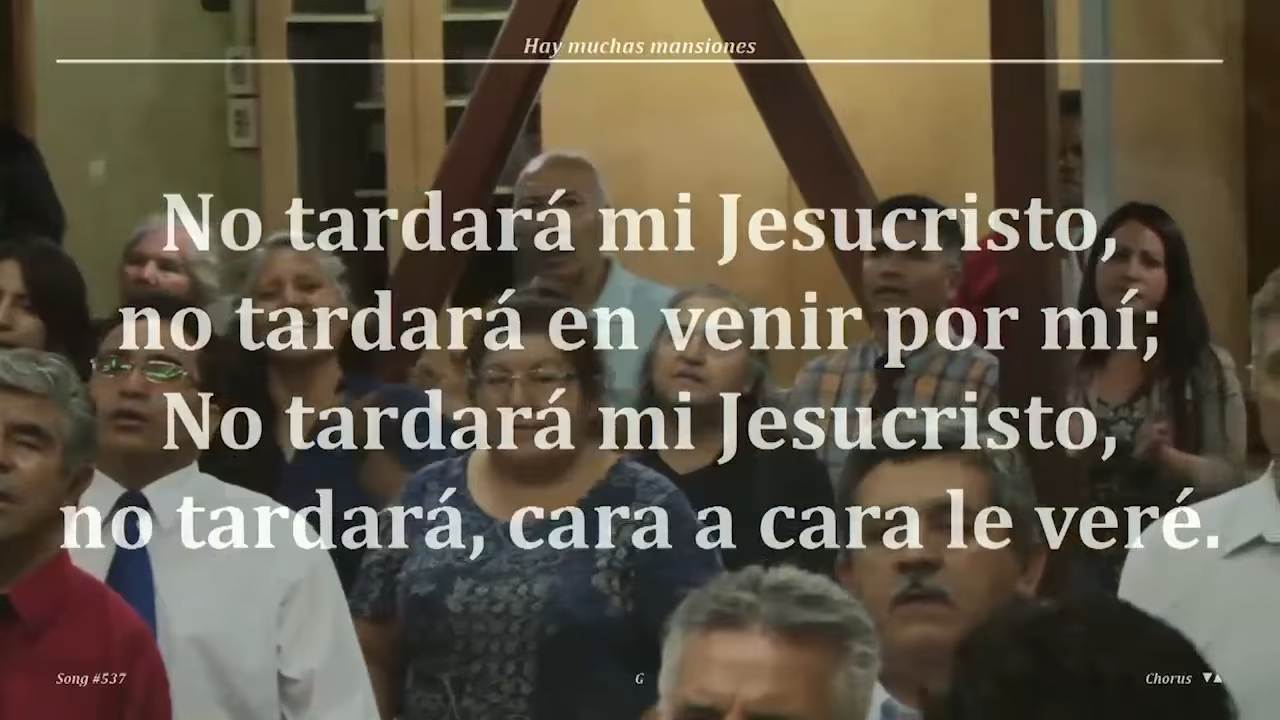 Hay muchas mansiones
No tardará mi Jesucristo,
no tardará en venir por mí;
No tardará mi Jesucristo,
no tardará, cara a cara le veré.
Song #537
G
Chorus ▼▲